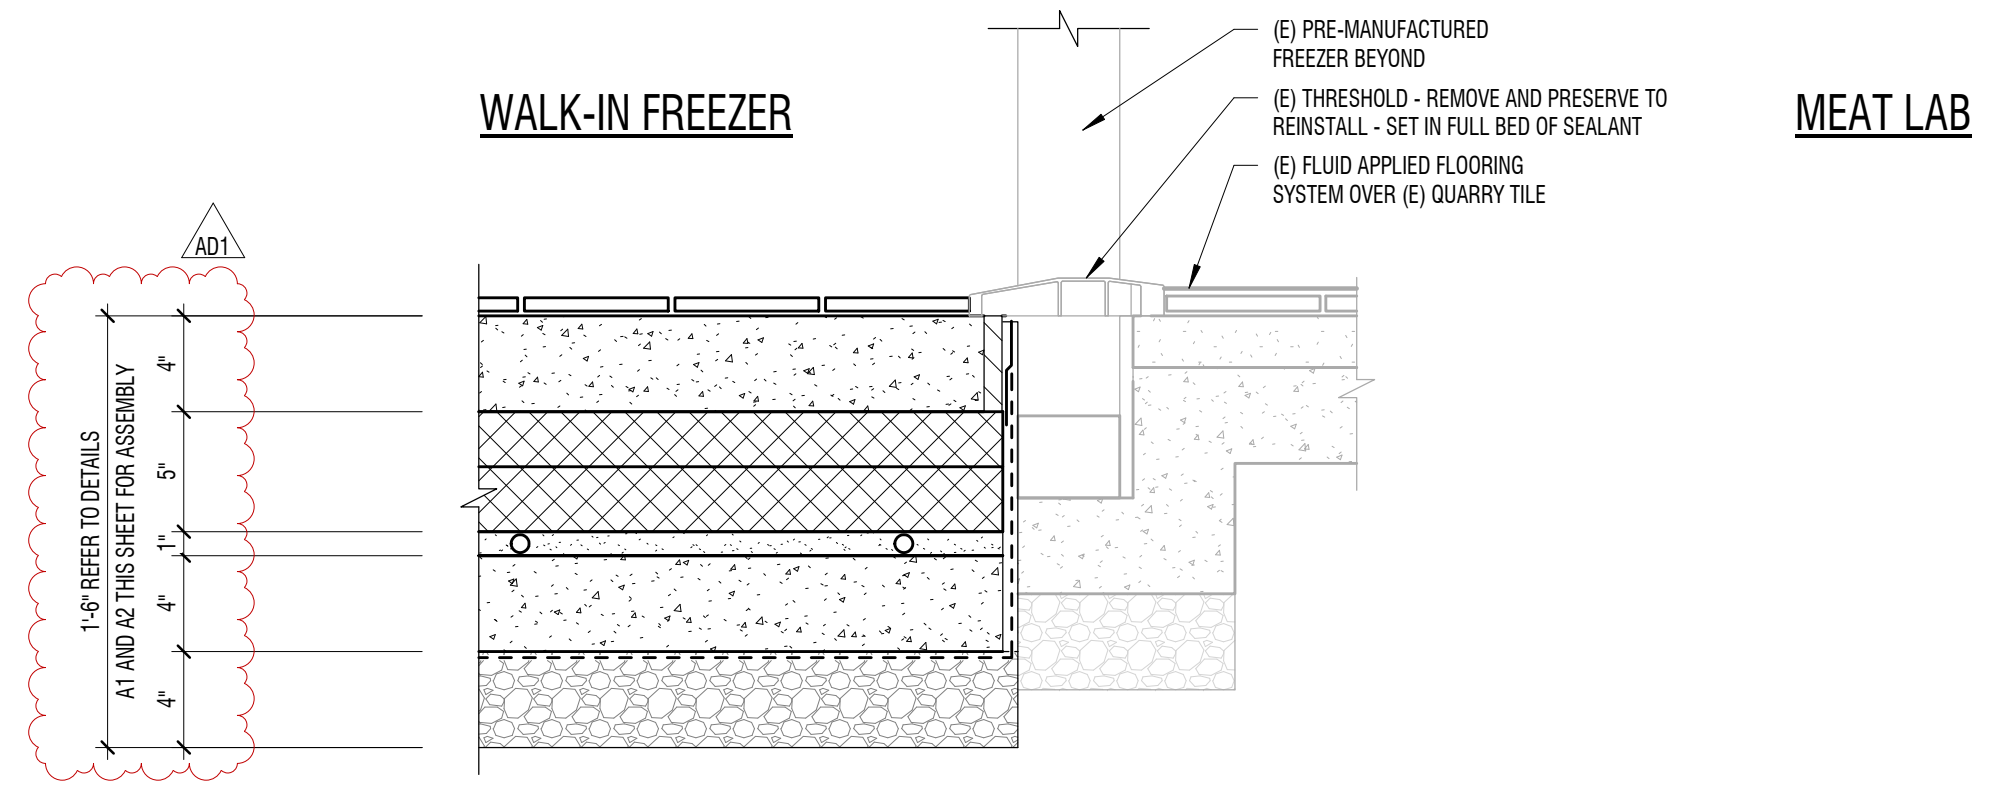 (E) PRE-MANUFACTURED
FREEZER BEYOND
(E) THRESHOLD - REMOVE AND PRESERVE TO
REINSTALL - SET IN FULL BED OF SEALANT
(E) FLUID APPLIED FLOORING
SYSTEM OVER (E) QUARRY TILE
WALK-IN FREEZER
MEAT LAB
AD1
1'-6" REFER TO DETAILS
A1 AND A2 THIS SHEET FOR ASSEMBLY
4"
5"
1"
4"
4"